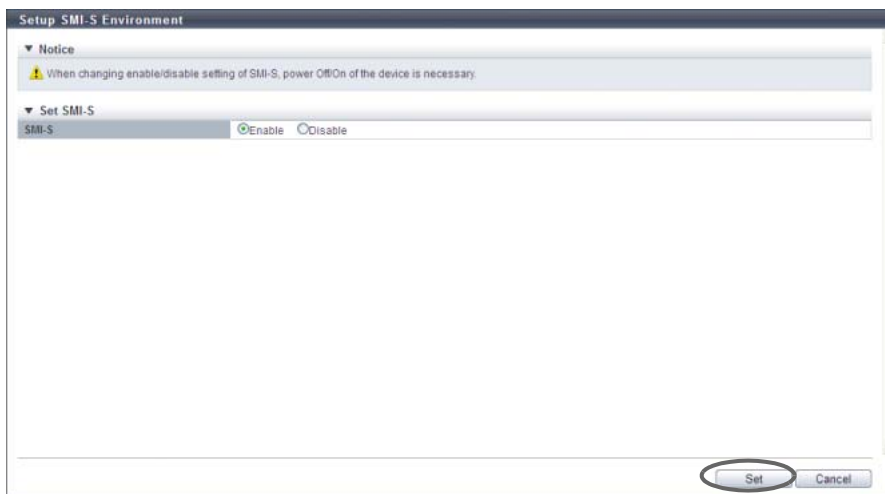 Setup SMI-S Environment
▼ Notice
When changing enable/disable setting of SMI-S, power Off/On of the device is necessary.
▼ Set SMI-S
SMI-S Enable Disable
Set Cancel